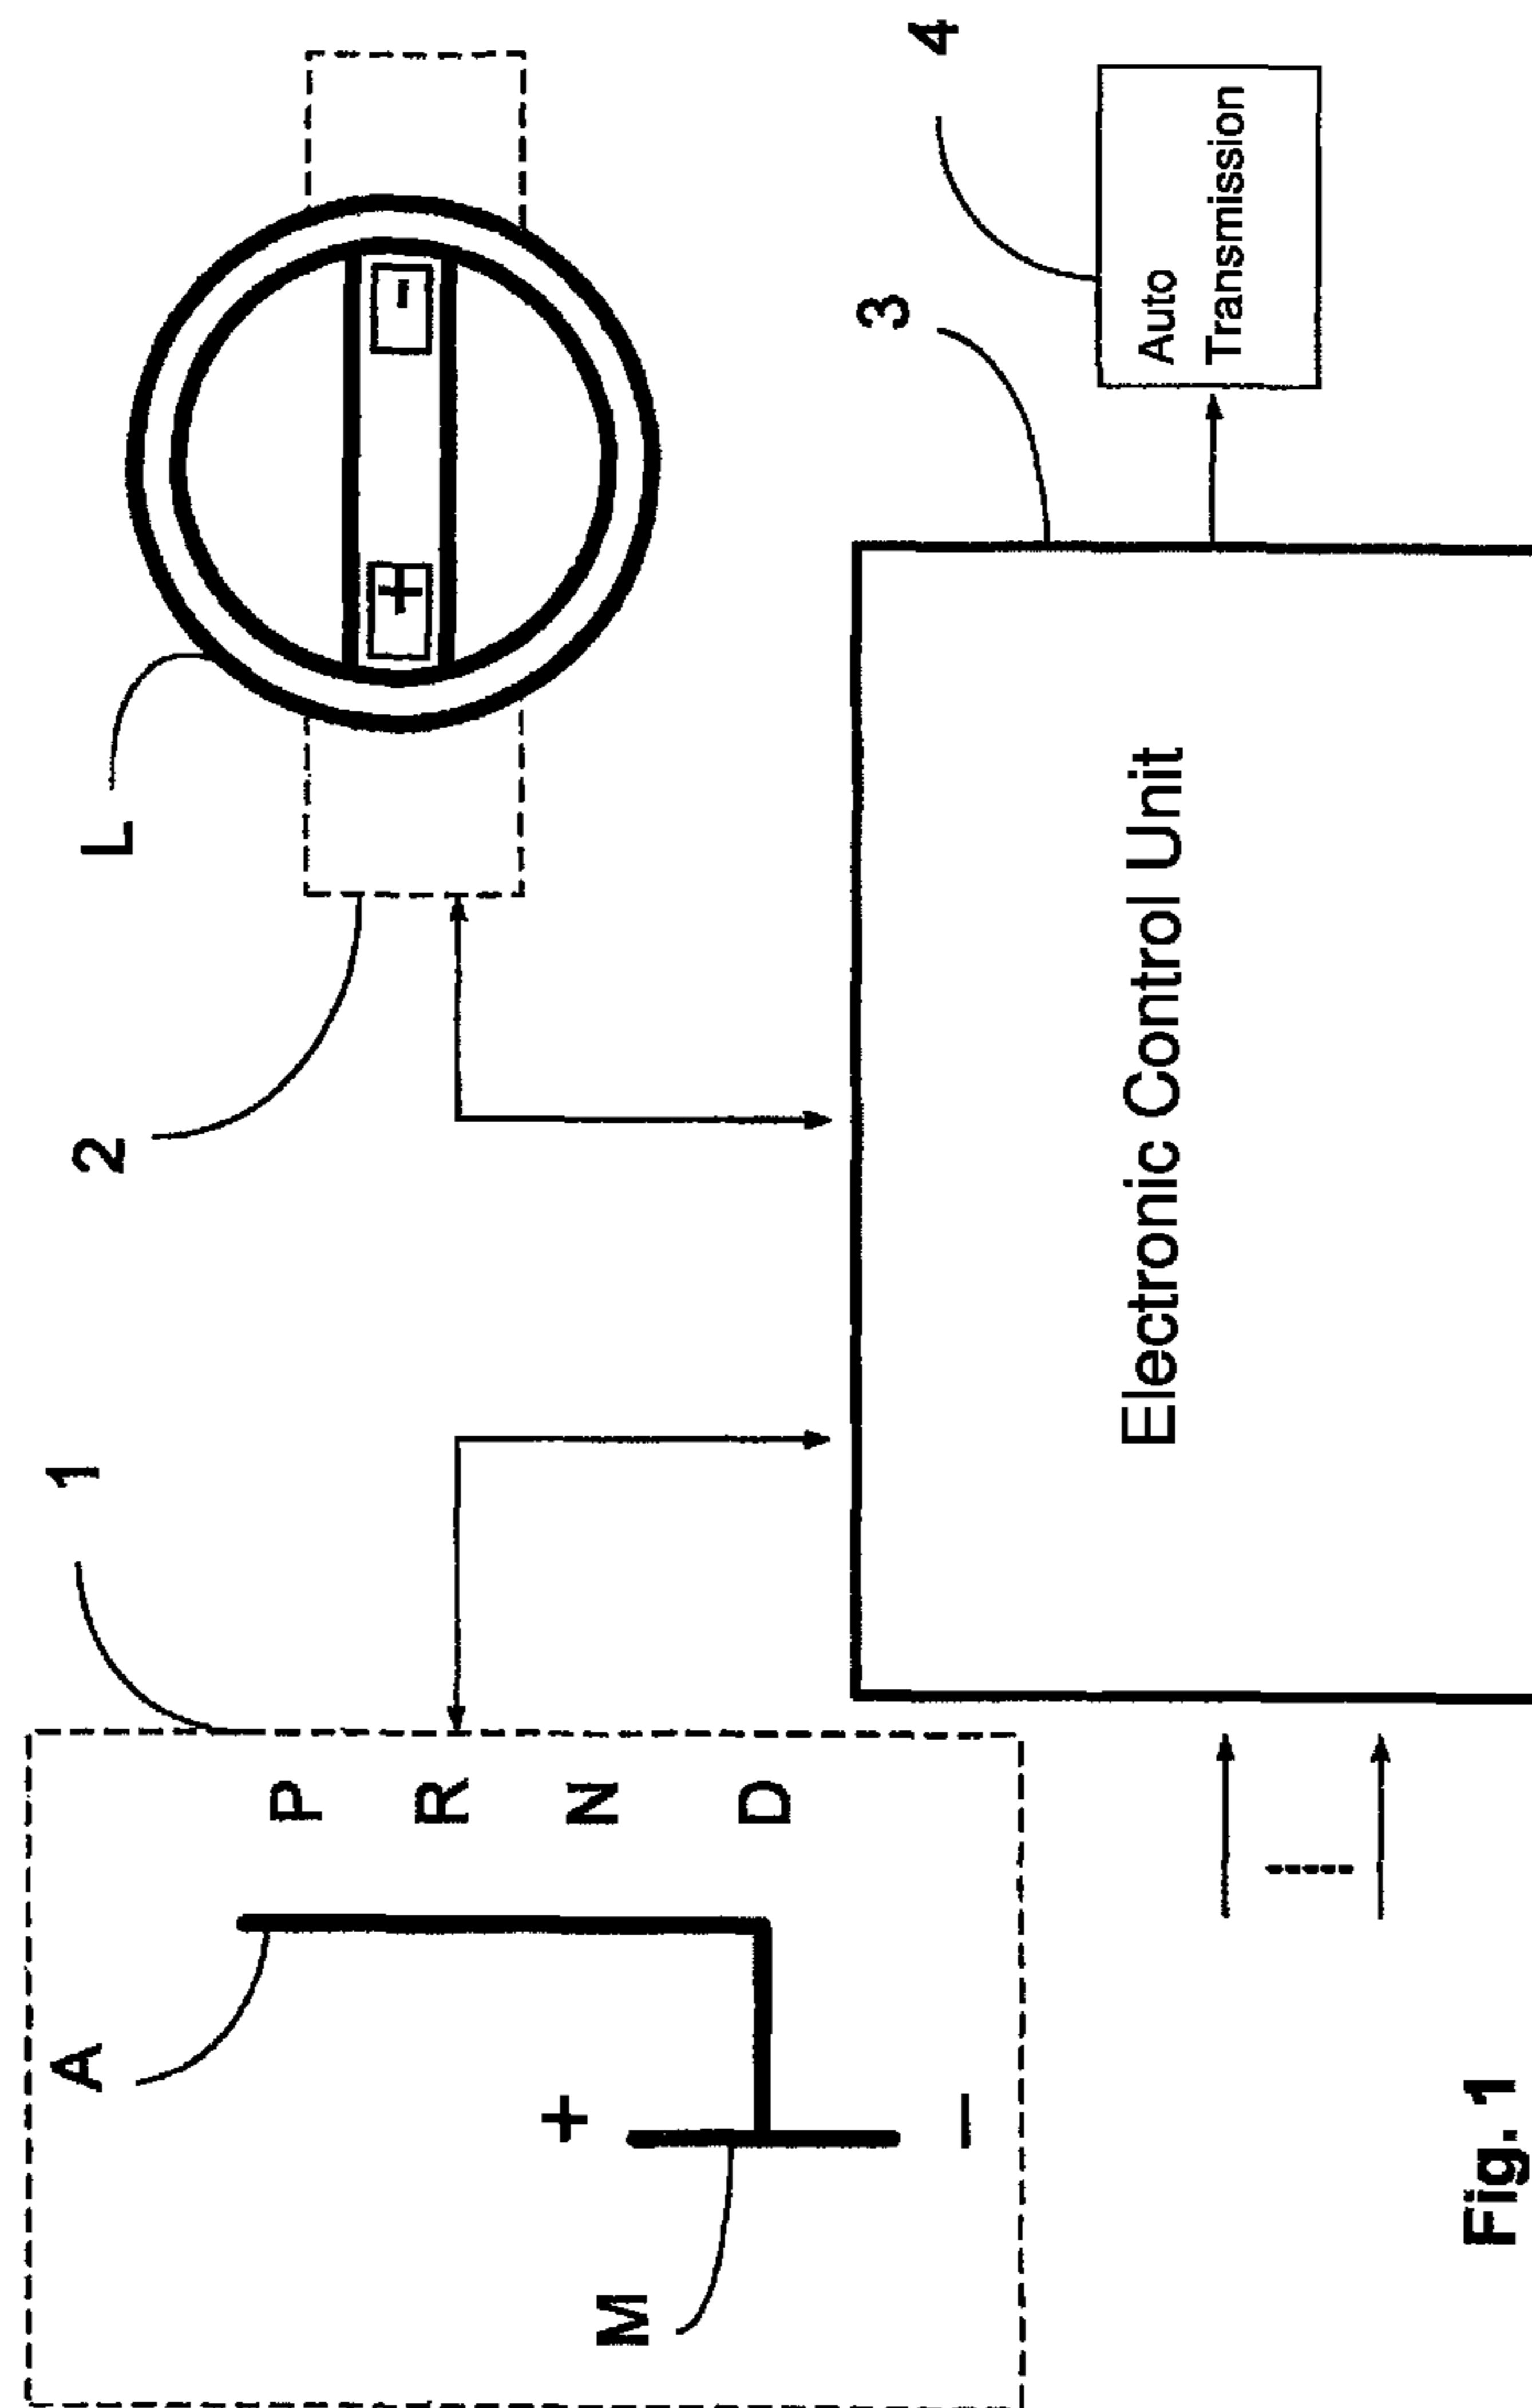 1
2
L
A
P
R
N
D
M
+
−
+
-
3
4
Electronic Control Unit
Auto
Transmission
Fig. 1